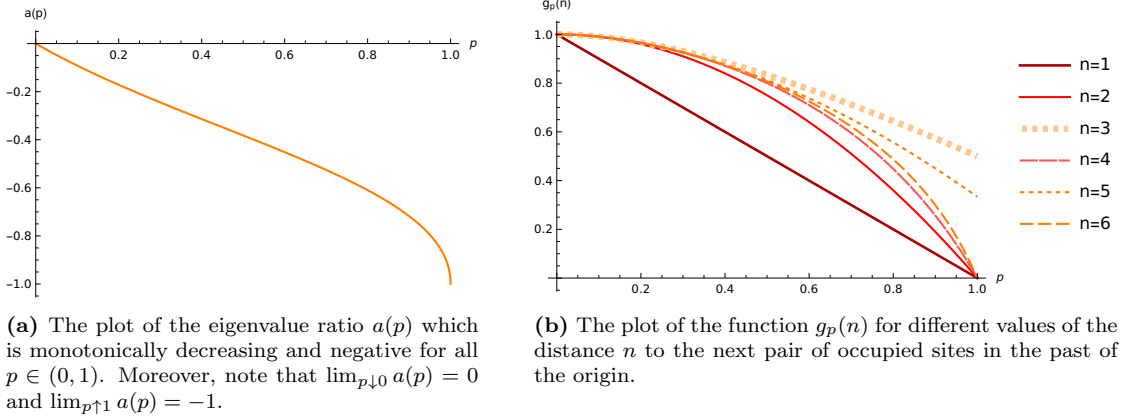 a(p)
0.2
0.4
0.6
0.8
1.0
p
−0.2
−0.4
−0.6
−0.8
−1.0
(a) The plot of the eigenvalue ratio a(p) which
is monotonically decreasing and negative for all
p ∈ (0, 1). Moreover, note that lim_{p↓0} a(p) = 0
and lim_{p↑1} a(p) = −1.
g_p(n)
1.0
0.8
0.6
0.4
0.2
0.2
0.4
0.6
0.8
1.0
p
n=1
n=2
n=3
n=4
n=5
n=6
(b) The plot of the function g_p(n) for different values of the
distance n to the next pair of occupied sites in the past of
the origin.